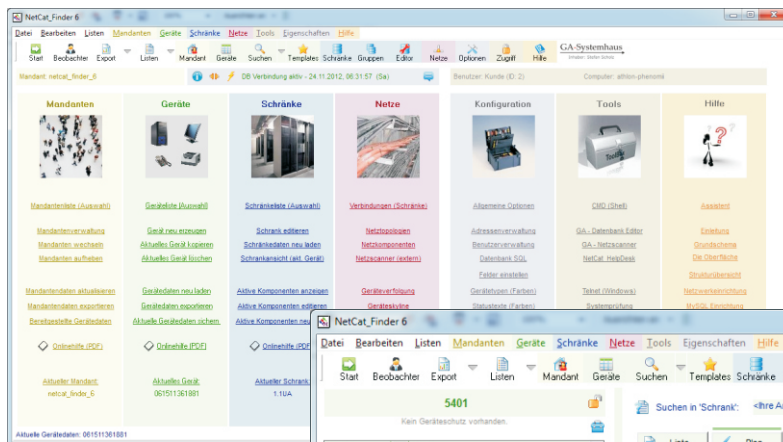 NetCat_Finder 6
Datei Bearbeiten Listen Mandanten Geräte Schränke Netze Tools Eigenschaften Hilfe
Start Beobachter Export Listen Mandant Geräte Suchen Templates Schränke Gruppen Editor Netze Optionen Zugriff Hilfe GA-Systemhaus
Mandant: netcat_finder_6 DB Verbindung aktiv - 24.11.2012, 06:31:57 (Sa) Benutzer: Kunde (ID: 2) Computer: athlon-phenomii
Mandanten Geräte Schränke Netze Konfiguration Tools Hilfe
Mandantenliste (Auswahl) Geräteliste (Auswahl) Schränkeliste (Auswahl) Verbindungen (Schränke) Allgemeine Optionen CMD (Shell) Assistent
Mandantenverwaltung Gerät neu erzeugen Schrank editieren Netztopologien Adressenverwaltung GA - Datenbank Editor Einleitung
Mandanten wechseln Aktuelles Gerät kopieren Schränkedaten neu laden Netzkomponenten Benutzerverwaltung GA - Netzscanner Grundschema
Mandanten aufheben Aktuelles Gerät löschen Schrankansicht (akt. Gerät) Netzscanner (extern) Datenbank SQL NetCat HelpDesk Die Oberfläche
Felder einstellen Strukturübersicht
Mandantendaten aktualisieren Gerätedaten neu laden Aktive Komponenten anzeigen Geräteverfolgung Gerätetypen (Farben) Telnet (Windows) Netzwerkeinrichtung
Mandantendaten exportieren Gerätedaten exportieren Aktive Komponenten editieren Geräteskyline Statustexte (Farben) Systemprüfung MySQL Einrichtung
Bereitgestellte Gerätedaten Aktuelle Gerätedaten sichern Aktive Komponenten neu
Onlinehilfe (PDF) Onlinehilfe (PDF) Onlinehilfe (PDF)
Aktueller Mandant: Aktuelles Gerät: Aktueller Schrank:
netcat_finder_6 061511361881 1.1UA
Aktuelle Gerätedaten: 061511361881
NetCat_Finder 6
Datei Bearbeiten Listen Mandanten Geräte Schränke Netze Tools Eigenschaften Hilfe
Start Beobachter Export Listen Mandant Geräte Suchen Templates Schränke
5401 Suchen in 'Schrank': <Ihre A
Kein Geräteschutz vorhanden.
Liste Plan